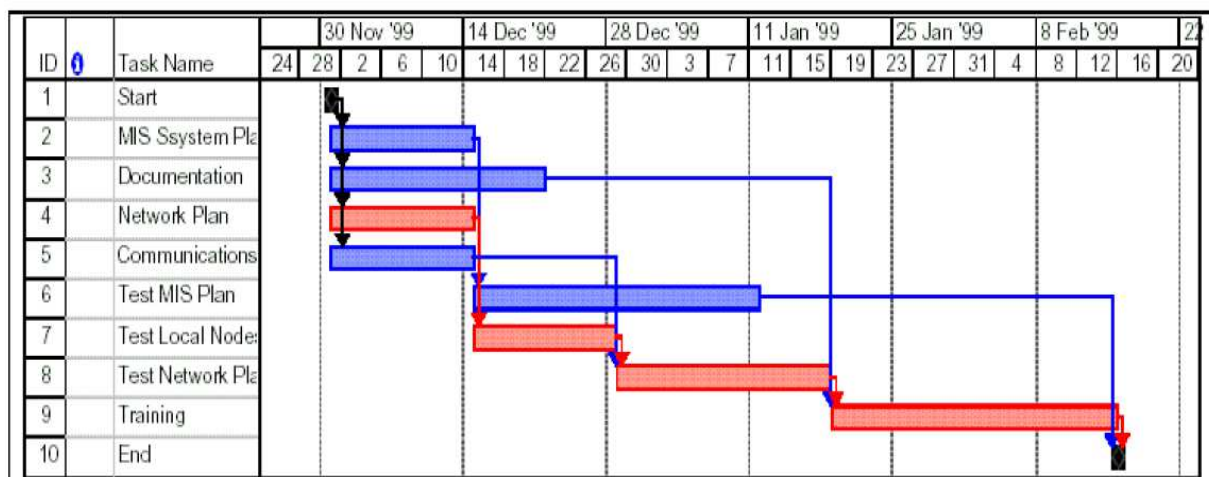 30 Nov '99 14 Dec '99 28 Dec '99 11 Jan '99 25 Jan '99 8 Feb '99 22
ID Task Name 24 28 2 6 10 14 18 22 26 30 3 7 11 15 19 23 27 31 4 8 12 16 20
1 Start
2 MIS Ssystem Pla
3 Documentation
4 Network Plan
5 Communications
6 Test MIS Plan
7 Test Local Node
8 Test Network Pla
9 Training
10 End